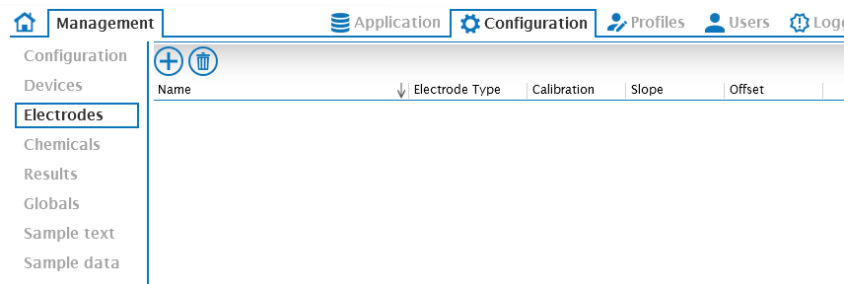 Management
Application
Configuration
Profiles
Users
Configuration
Devices
Electrodes
Chemicals
Results
Globals
Sample text
Sample data
Name
Electrode Type
Calibration
Slope
Offset